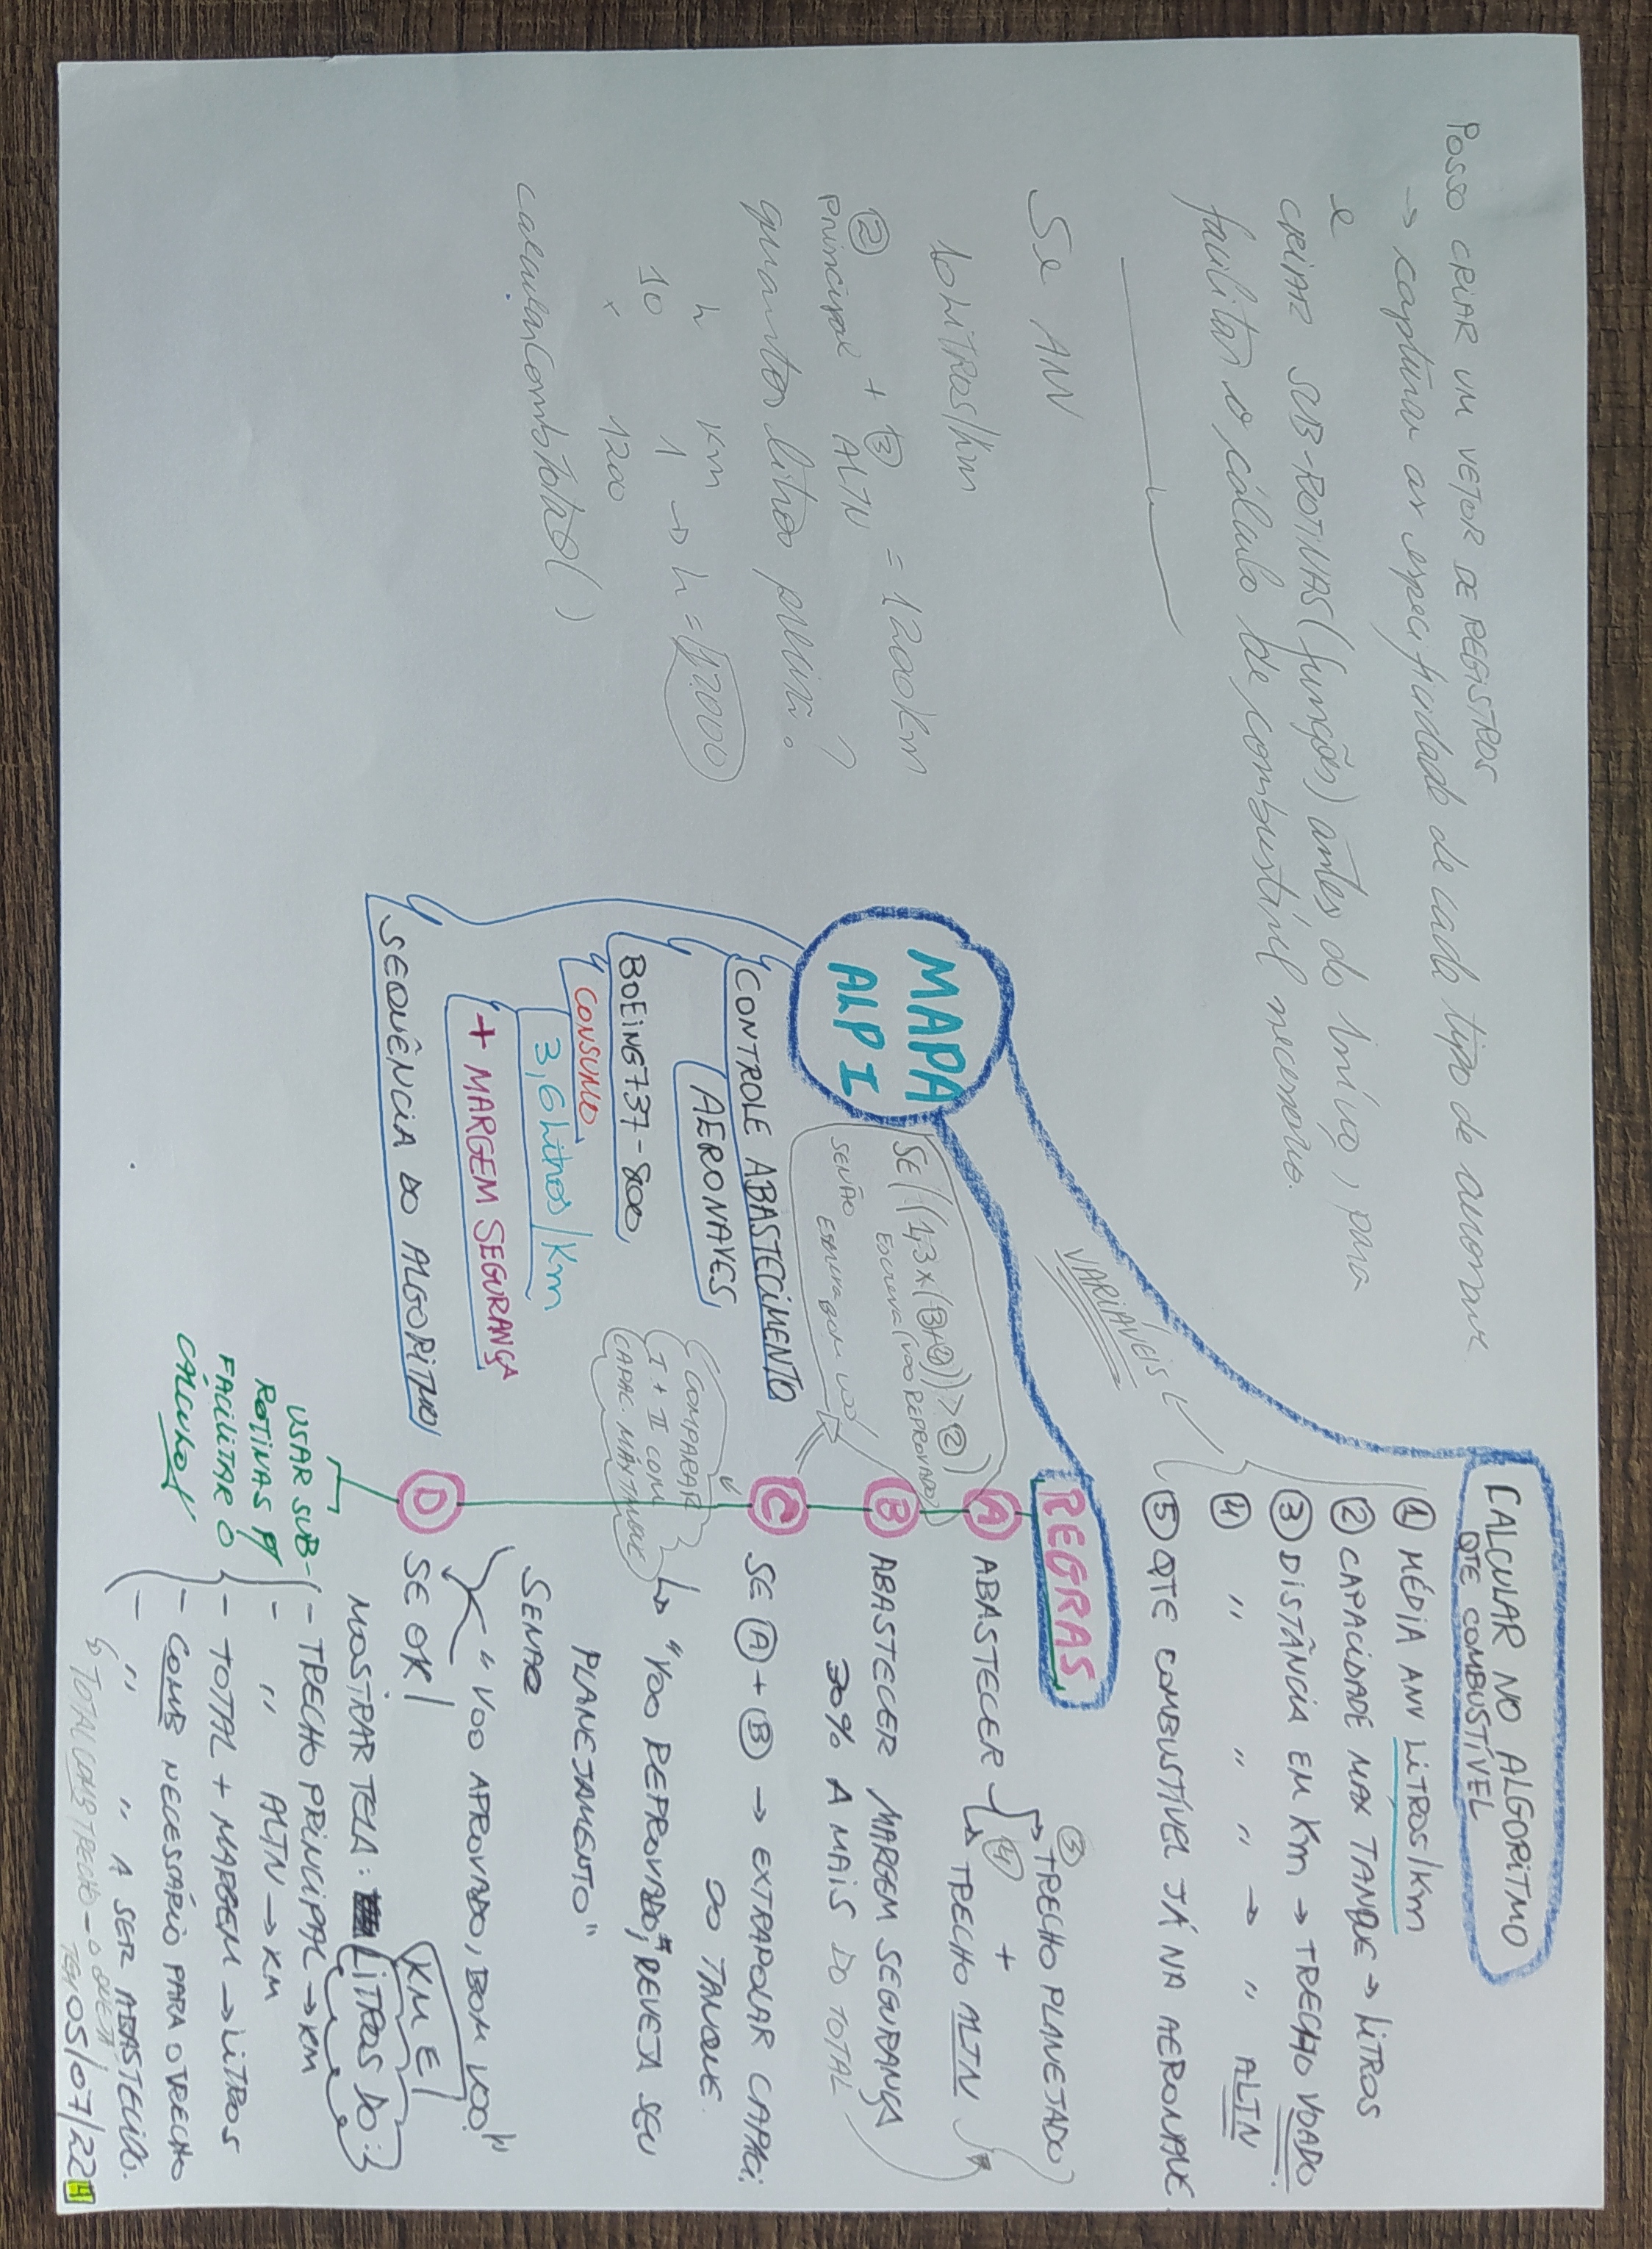 POSSO CRIAR UM VETOR DE REGISTROS
→ capturar as especificidade de cada tipo de aeronave
e
CRIAR SUB-ROTINAS (funções) antes do Início, para
facilitar o cálculo de combustível necessário.
Se ANV
10 LITROS/Km
② Principal + ③ ALTN = 1200 Km
quantos litros precisa?
L Km
10 1 → L = 12000
x 1200
calcularCombTotal()
CALCULAR NO ALGORITMO
QTE COMBUSTÍVEL
① MÉDIA ANV LITROS/Km
② CAPACIDADE MÁX TANQUE → LITROS
③ DISTÂNCIA EM Km → TRECHO VOADO
④ " " " → " ALTN
⑤ QTE COMBUSTÍVEL JÁ NA AERONAVE
VARIÁVEIS
MAPA
ALP I
CONTROLE ABASTECIMENTO
AERONAVES
BOEING 737-800
CONSUMO
3,6 Litros/Km
+ MARGEM SEGURANÇA
SEQUÊNCIA DO ALGORITMO
REGRAS
Ⓐ ABASTECER
③ TRECHO PLANEJADO
④ +
TRECHO ALTN
Ⓑ ABASTECER MARGEM SEGURANÇA
30% A MAIS DO TOTAL
SE ((1,3 x (③+④)) > ②)
Escreva (VOO REPROVADO)
SENÃO
Escreva BOM VOO
Ⓒ SE Ⓐ + Ⓑ → EXTRAPOLAR CAPACI.
DO TANQUE.
COMPARAR
I + II COM
CAPAC. MÁX TANQUE
↳ "VOO REPROVADO", REVEJA SEU
PLANEJAMENTO"
SENAO
"VOO APROVADO, BOM VOO!"
Ⓓ SE OK!
KM E
MOSTRAR TELA: LITROS DO:
USAR SUB-
ROTINAS P/
FACILITAR O
CÁLCULO
- TRECHO PRINCIPAL → KM
- " ALTN → KM
- TOTAL + MARGEM → LITROS
- COMB NECESSÁRIO PARA O TRECHO
- " " A SER ABASTECIDO.
TOTAL COMB TRECHO - O QUE JÁ
TEM
05/07/22 4